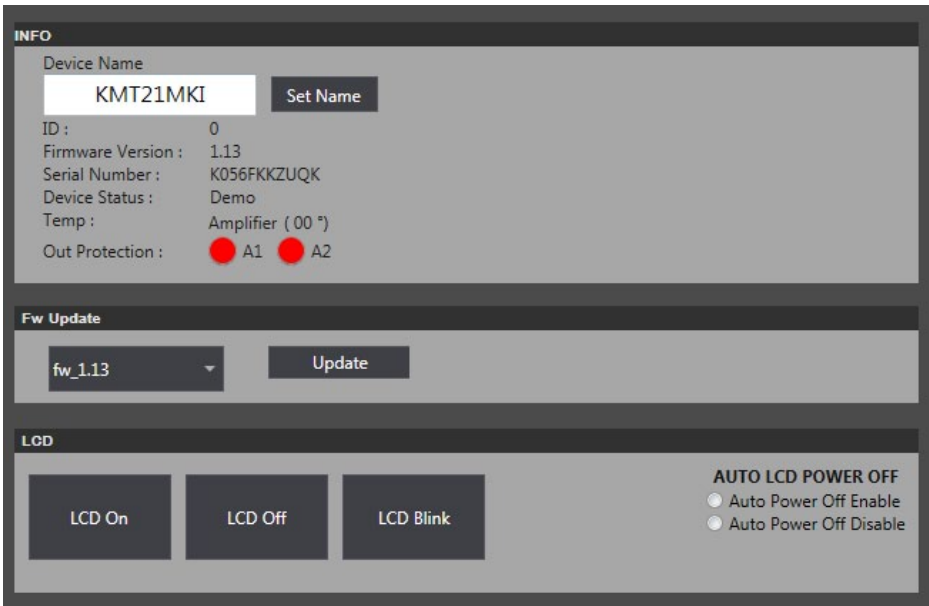 INFO
Device Name
KMT21MKI Set Name
ID : 0
Firmware Version : 1.13
Serial Number : K056FKKZUQK
Device Status : Demo
Temp : Amplifier ( 00 °)
Out Protection : A1 A2
Fw Update
fw_1.13 Update
LCD
LCD On LCD Off LCD Blink
AUTO LCD POWER OFF
Auto Power Off Enable
Auto Power Off Disable